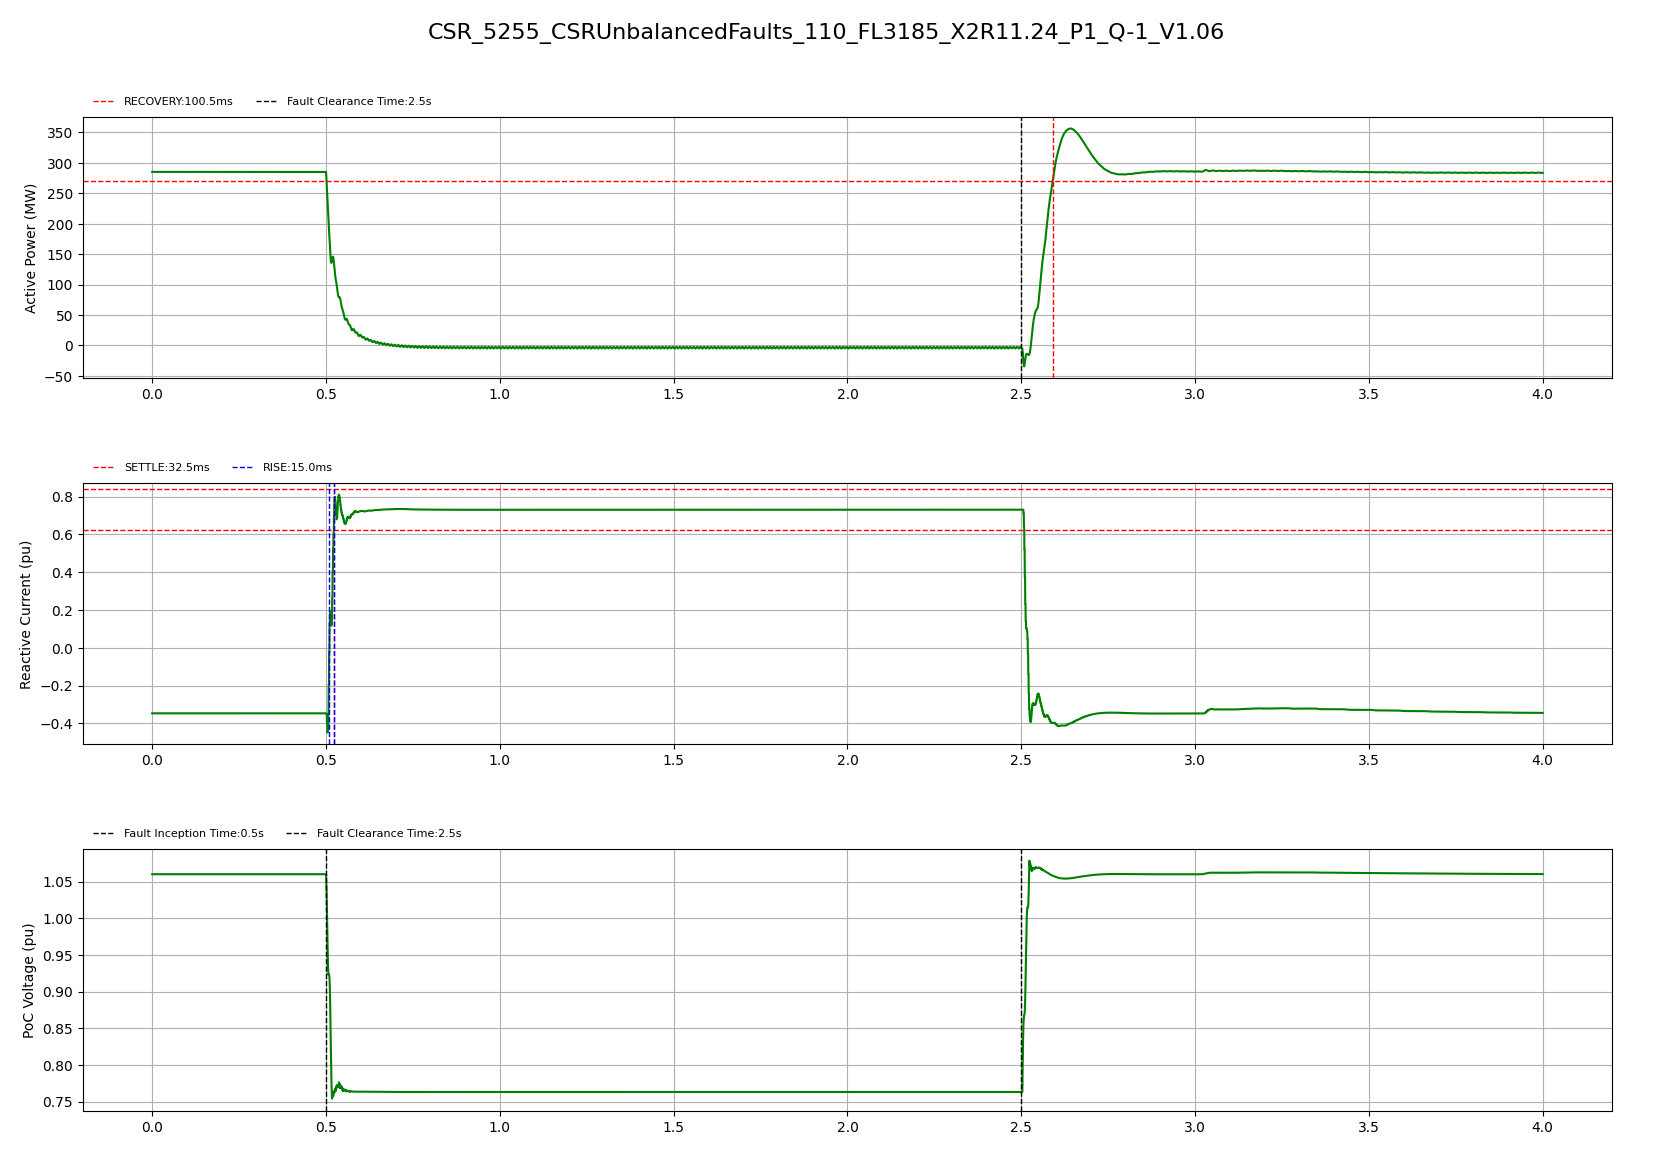 CSR_5255_CSRUnbalancedFaults_110_FL3185_X2R11.24_P1_Q-1_V1.06
RECOVERY:100.5ms Fault Clearance Time:2.5s
Active Power (MW)
350
300
250
200
150
100
50
0
−50
0.0 0.5 1.0 1.5 2.0 2.5 3.0 3.5 4.0
SETTLE:32.5ms RISE:15.0ms
Reactive Current (pu)
0.8
0.6
0.4
0.2
0.0
−0.2
−0.4
0.0 0.5 1.0 1.5 2.0 2.5 3.0 3.5 4.0
Fault Inception Time:0.5s Fault Clearance Time:2.5s
PoC Voltage (pu)
1.05
1.00
0.95
0.90
0.85
0.80
0.75
0.0 0.5 1.0 1.5 2.0 2.5 3.0 3.5 4.0